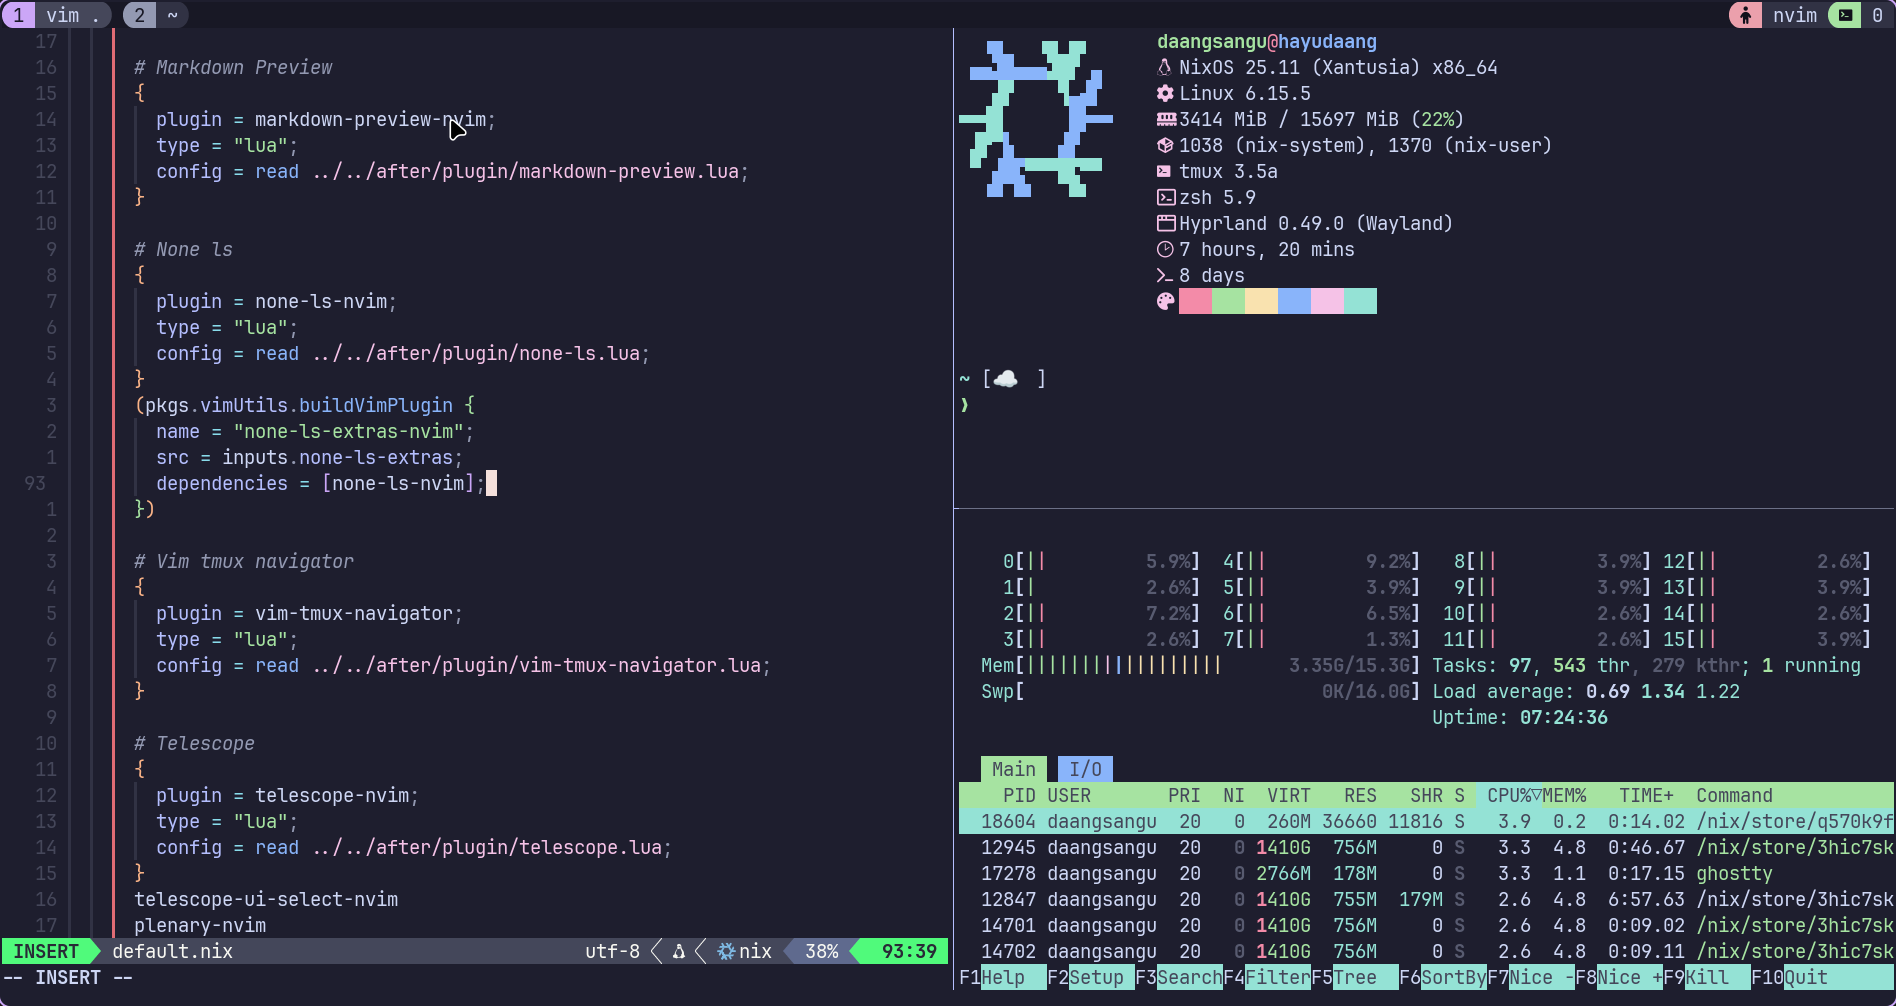 1 vim . 2 ~ nvim 0
17
16 # Markdown Preview
15 {
14 plugin = markdown-preview-nvim;
13 type = "lua";
12 config = read ../../after/plugin/markdown-preview.lua;
11 }
10
9 # None ls
8 {
7 plugin = none-ls-nvim;
6 type = "lua";
5 config = read ../../after/plugin/none-ls.lua;
4 }
3 (pkgs.vimUtils.buildVimPlugin {
2 name = "none-ls-extras-nvim";
1 src = inputs.none-ls-extras;
93 dependencies = [none-ls-nvim];
1 })
2
3 # Vim tmux navigator
4 {
5 plugin = vim-tmux-navigator;
6 type = "lua";
7 config = read ../../after/plugin/vim-tmux-navigator.lua;
8 }
9
10 # Telescope
11 {
12 plugin = telescope-nvim;
13 type = "lua";
14 config = read ../../after/plugin/telescope.lua;
15 }
16 telescope-ui-select-nvim
17 plenary-nvim
INSERT default.nix utf-8 nix 38% 93:39
-- INSERT --
daangsangu@hayudaang
NixOS 25.11 (Xantusia) x86_64
Linux 6.15.5
3414 MiB / 15697 MiB (22%)
1038 (nix-system), 1370 (nix-user)
tmux 3.5a
zsh 5.9
Hyprland 0.49.0 (Wayland)
7 hours, 20 mins
8 days
~ [☁️ ]
❯
0[|| 5.9%] 4[|| 9.2%] 8[|| 3.9%] 12[|| 2.6%]
1[| 2.6%] 5[|| 3.9%] 9[|| 3.9%] 13[|| 3.9%]
2[|| 7.2%] 6[|| 6.5%] 10[|| 2.6%] 14[|| 2.6%]
3[|| 2.6%] 7[|| 1.3%] 11[|| 2.6%] 15[|| 3.9%]
Mem[|||||||||||||||||| 3.35G/15.3G] Tasks: 97, 543 thr, 279 kthr; 1 running
Swp[ 0K/16.0G] Load average: 0.69 1.34 1.22
Uptime: 07:24:36
Main I/O
PID USER PRI NI VIRT RES SHR S CPU%▽MEM% TIME+ Command
18604 daangsangu 20 0 260M 36660 11816 S 3.9 0.2 0:14.02 /nix/store/q570k9f
12945 daangsangu 20 0 1410G 756M 0 S 3.3 4.8 0:46.67 /nix/store/3hic7sk
17278 daangsangu 20 0 2766M 178M 0 S 3.3 1.1 0:17.15 ghostty
12847 daangsangu 20 0 1410G 755M 179M S 2.6 4.8 6:57.63 /nix/store/3hic7sk
14701 daangsangu 20 0 1410G 756M 0 S 2.6 4.8 0:09.02 /nix/store/3hic7sk
14702 daangsangu 20 0 1410G 756M 0 S 2.6 4.8 0:09.11 /nix/store/3hic7sk
F1Help F2Setup F3SearchF4FilterF5Tree F6SortByF7Nice -F8Nice +F9Kill F10Quit